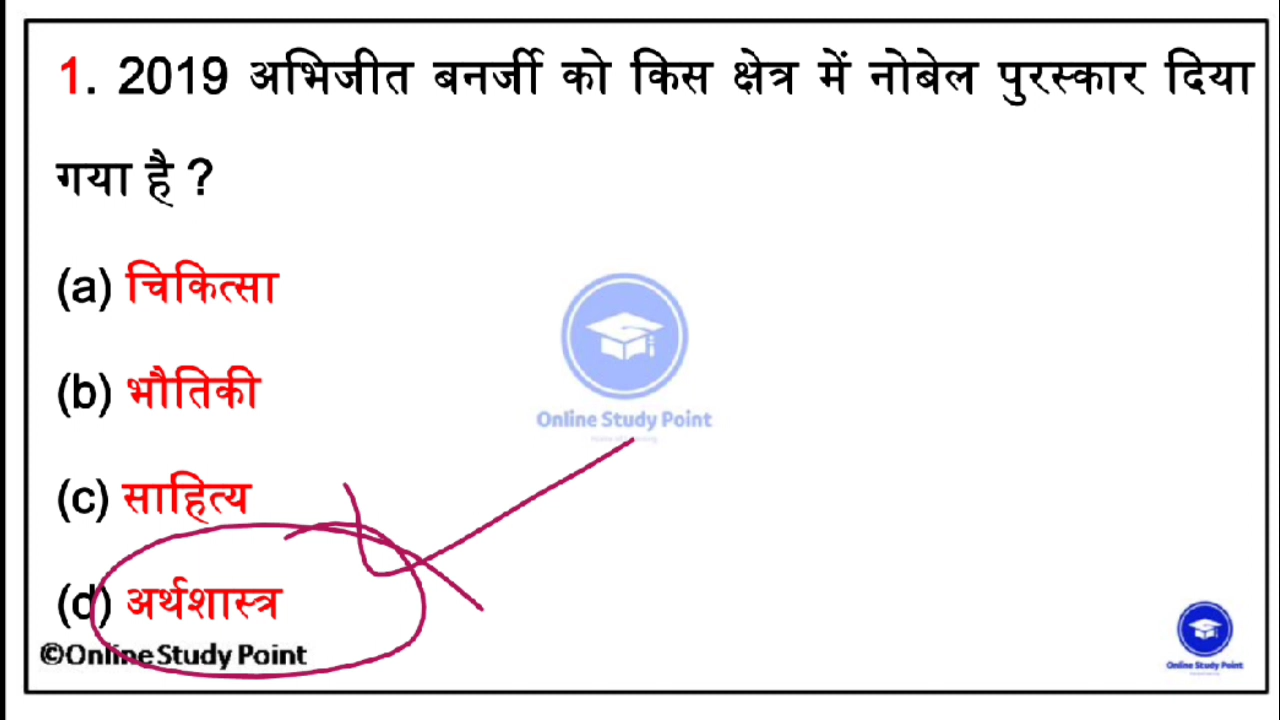 1. 2019 अभिजीत बनर्जी को किस क्षेत्र में नोबेल पुरस्कार दिया
गया है ?
(a) चिकित्सा
(b) भौतिकी
Online Study Point
(c) साहित्य
(d) अर्थशास्त्र
©Online Study Point
Online Study Point